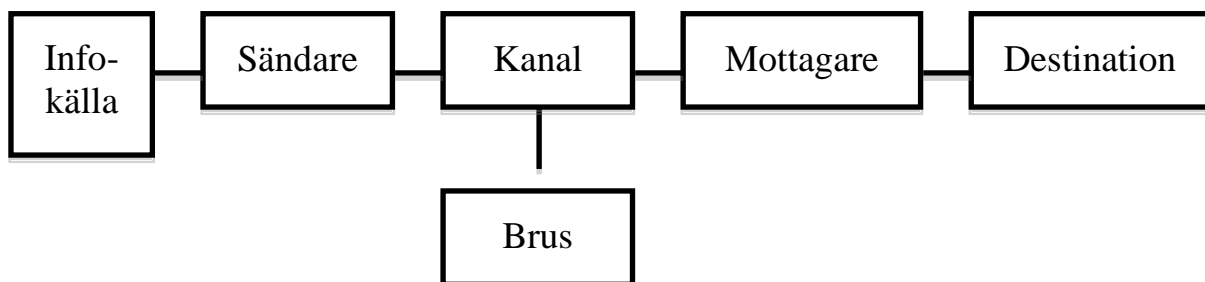 Info-
källa
Sändare
Kanal
Mottagare
Destination
Brus